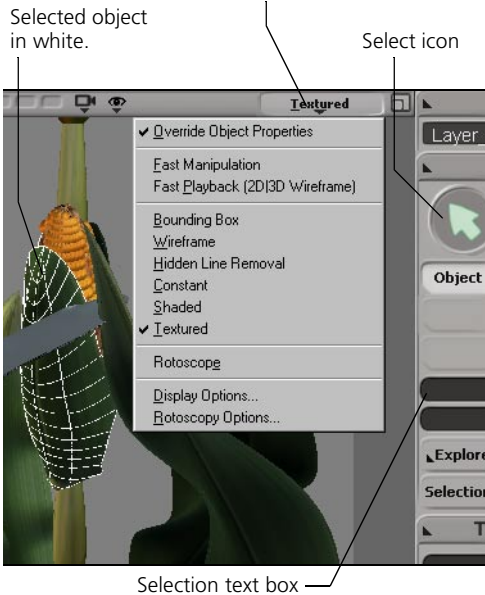 Selected object
in white.
Select icon
Textured
Layer_
Override Object Properties
Fast Manipulation
Fast Playback (2D|3D Wireframe)
Bounding Box
Wireframe
Hidden Line Removal
Constant
Shaded
Textured
Rotoscope
Display Options...
Rotoscopy Options...
Object
Explore
Selection
T
Selection text box